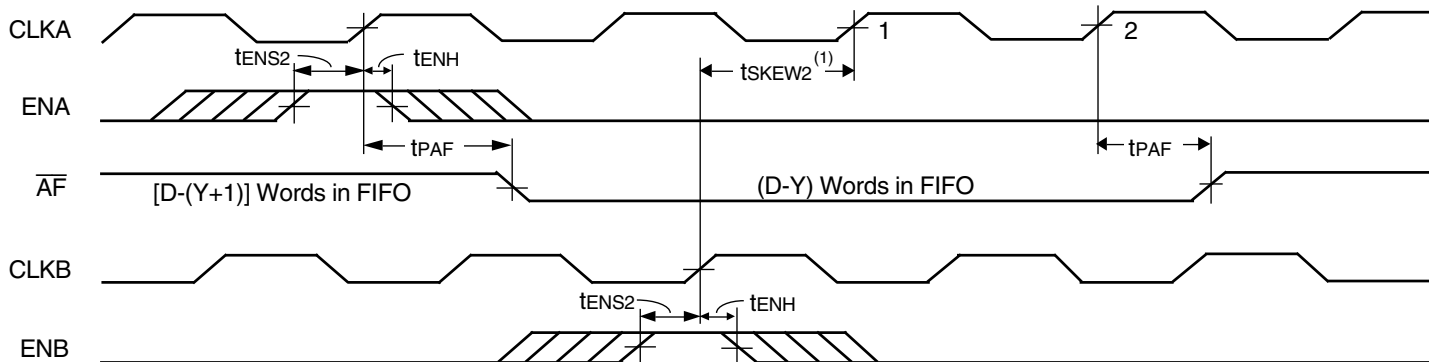 CLKA
1
2
tENS2
tENH
tSKEW2(1)
ENA
tPAF
tPAF
AF
[D-(Y+1)] Words in FIFO
(D-Y) Words in FIFO
CLKB
tENS2
tENH
ENB